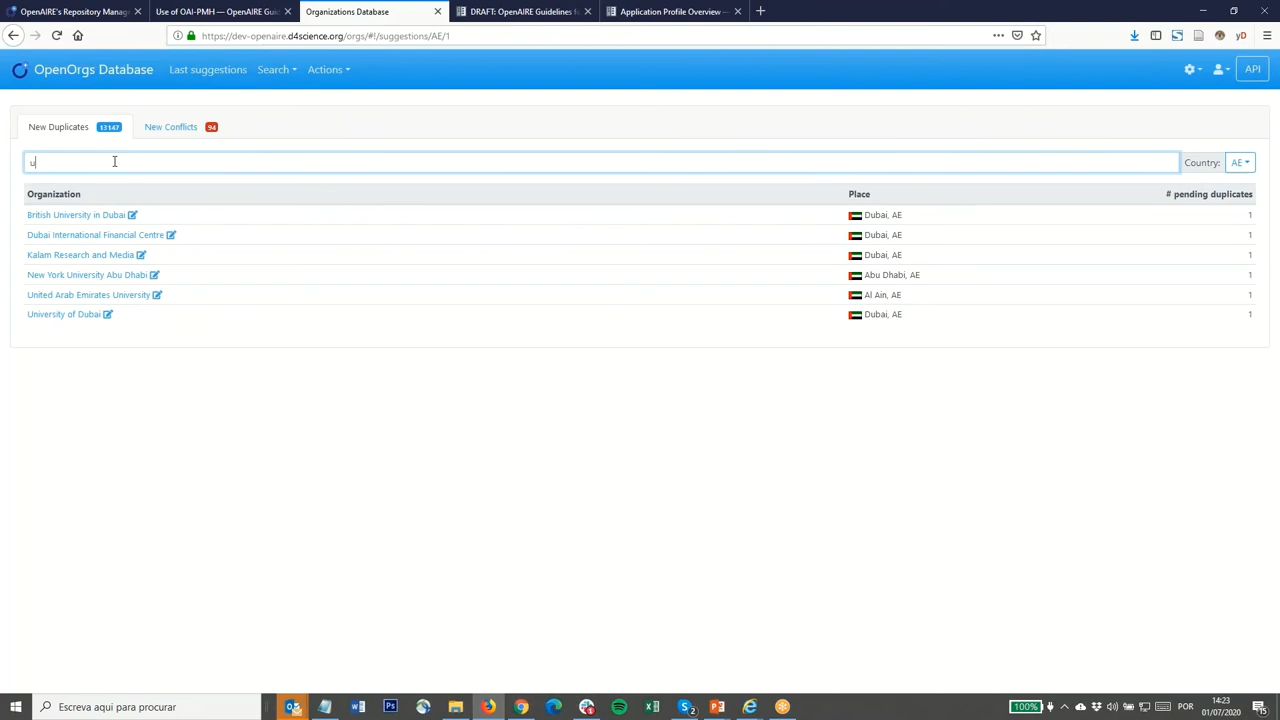 OpenAIRE's Repository Manag
Use of OAI-PMH — OpenAIRE Gui
Organizations Database
DRAFT: OpenAIRE Guidelines f
Application Profile Overview —
https://dev-openaire.d4science.org/orgs/#!/suggestions/AE/1
OpenOrgs Database
Last suggestions
Search
Actions
API
New Duplicates 13147
New Conflicts 94
u
Country: AE
Organization Place # pending duplicates
British University in Dubai Dubai, AE 1
Dubai International Financial Centre Dubai, AE 1
Kalam Research and Media Dubai, AE 1
New York University Abu Dhabi Abu Dhabi, AE 1
United Arab Emirates University Al Ain, AE 1
University of Dubai Dubai, AE 1
Escreva aqui para procurar
100%
POR
14:23
01/07/2020